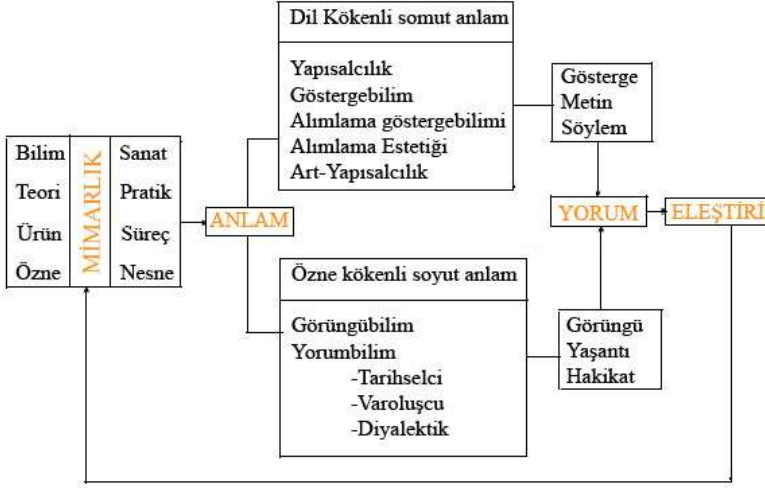 Bilim
Teori
Ürün
Özne
MİMARLIK
Sanat
Pratik
Süreç
Nesne
ANLAM
Dil Kökenli somut anlam
Yapısalcılık
Göstergebilim
Alımlama göstergebilimi
Alımlama Estetiği
Art-Yapısalcılık
Özne kökenli soyut anlam
Görüngübilim
Yorumbilim
-Tarihselci
-Varoluşcu
-Diyalektik
Gösterge
Metin
Söylem
YORUM
Görüngü
Yaşantı
Hakikat
ELEŞTİRİ